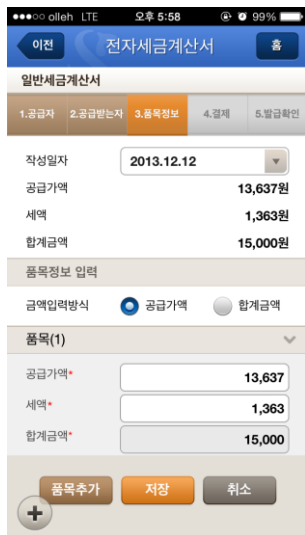 olleh LTE 오후 5:58 99%
이전 전자세금계산서 홈
일반세금계산서
1.공급자 2.공급받는자 3.품목정보 4.결제 5.발급확인
작성일자 2013.12.12
공급가액 13,637원
세액 1,363원
합계금액 15,000원
품목정보 입력
금액입력방식 공급가액 합계금액
품목(1)
공급가액* 13,637
세액* 1,363
합계금액* 15,000
품목추가 저장 취소
+